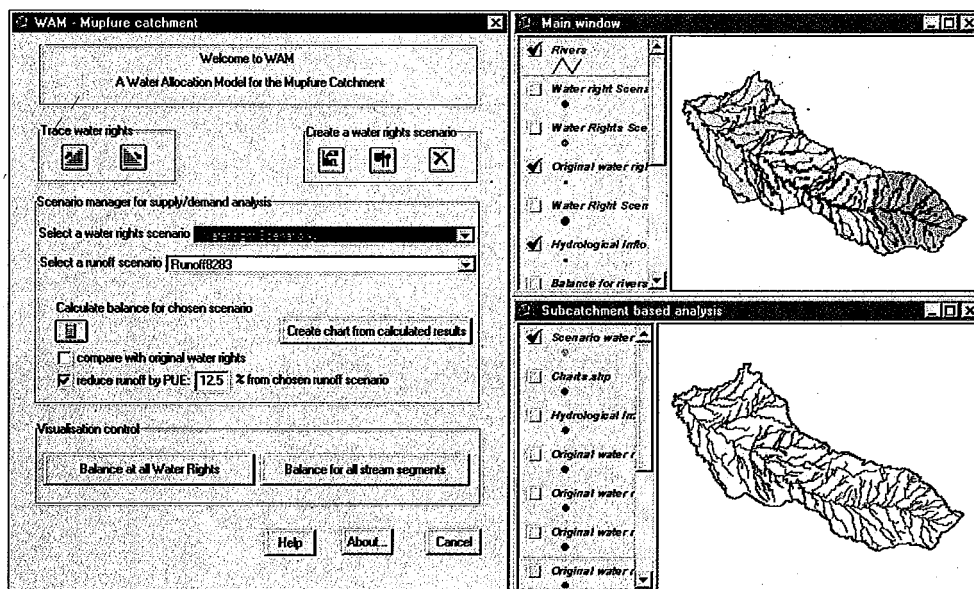 WAM - Mupfure catchment
Welcome to WAM
A Water Allocation Model for the Mupfure Catchment
Trace water rights
Create a water rights scenario
Scenario manager for supply/demand analysis
Select a water rights scenario
Select a runoff scenario Runoff8283
Calculate balance for chosen scenario
Create chart from calculated results
compare with original water rights
reduce runoff by PUE: 12.5 % from chosen runoff scenario
Visualisation control
Balance at all Water Rights
Balance for all stream segments
Help
About...
Cancel
Main window
Rivers
Water right Scena
Water Rights Sce
Original water righ
Water Right Scen
Hydrological Inflo
Balance for rivers
Subcatchment based analysis
Scenario water
Charts.shp
Hydrological Im
Original water r
Original water r
Original water r
Original water r